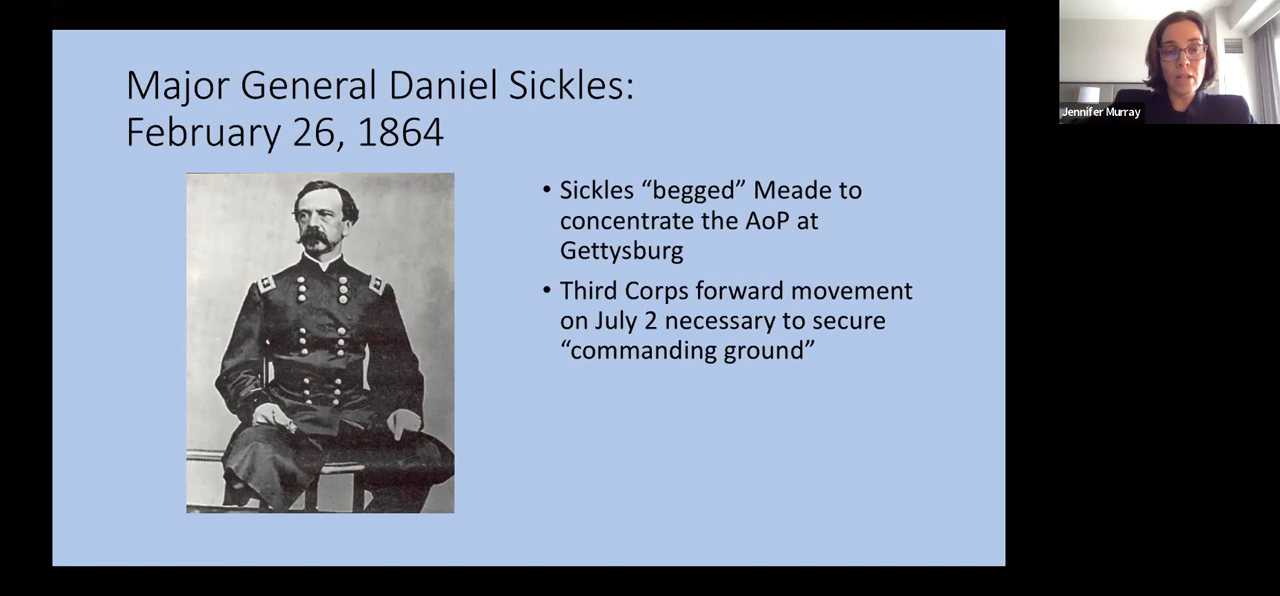 Major General Daniel Sickles:
February 26, 1864
• Sickles “begged” Meade to
concentrate the AoP at
Gettysburg
• Third Corps forward movement
on July 2 necessary to secure
“commanding ground”
Jennifer Murray